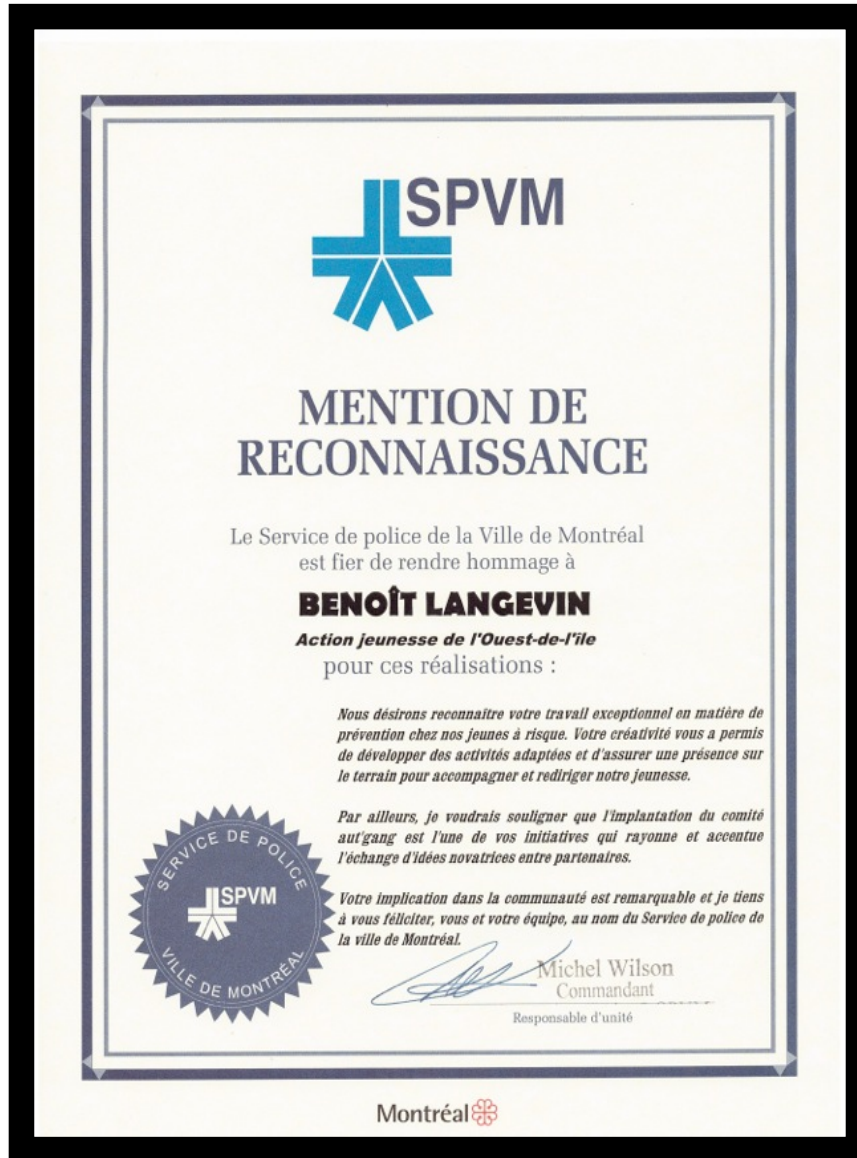 SPVM
MENTION DE
RECONNAISSANCE
Le Service de police de la Ville de Montréal
est fier de rendre hommage à
BENOÎT LANGEVIN
Action jeunesse de l'Ouest-de-l'île
pour ces réalisations :
Nous désirons reconnaître votre travail exceptionnel en matière de
prévention chez nos jeunes à risque. Votre créativité vous a permis
de développer des activités adaptées et d'assurer une présence sur
le terrain pour accompagner et rediriger notre jeunesse.
Par ailleurs, je voudrais souligner que l'implantation du comité
aut'gang est l'une de vos initiatives qui rayonne et accentue
l'échange d'idées novatrices entre partenaires.
Votre implication dans la communauté est remarquable et je tiens
à vous féliciter, vous et votre équipe, au nom du Service de police de
la ville de Montréal.
SERVICE DE POLICE
SPVM
VILLE DE MONTRÉAL
Michel Wilson
Commandant
Responsable d'unité
Montréal